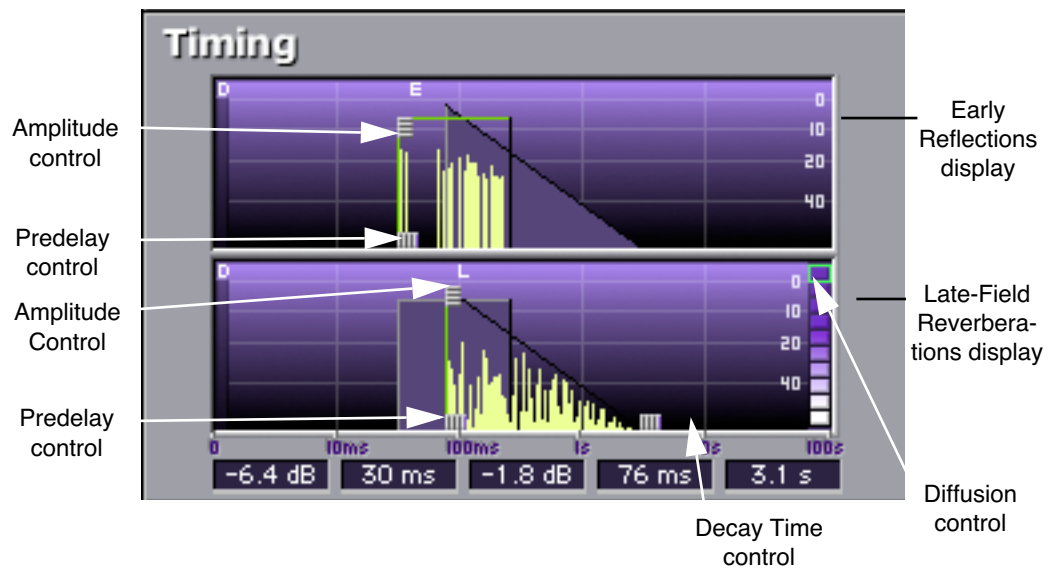 Timing
D E
0
10
20
40
D L
0
10
20
40
0 10ms 100ms 1s 100s
-6.4 dB 30 ms -1.8 dB 76 ms 3.1 s
Amplitude
control
Predelay
control
Amplitude
Control
Predelay
control
Early
Reflections
display
Late-Field
Reverbera-
tions display
Diffusion
control
Decay Time
control